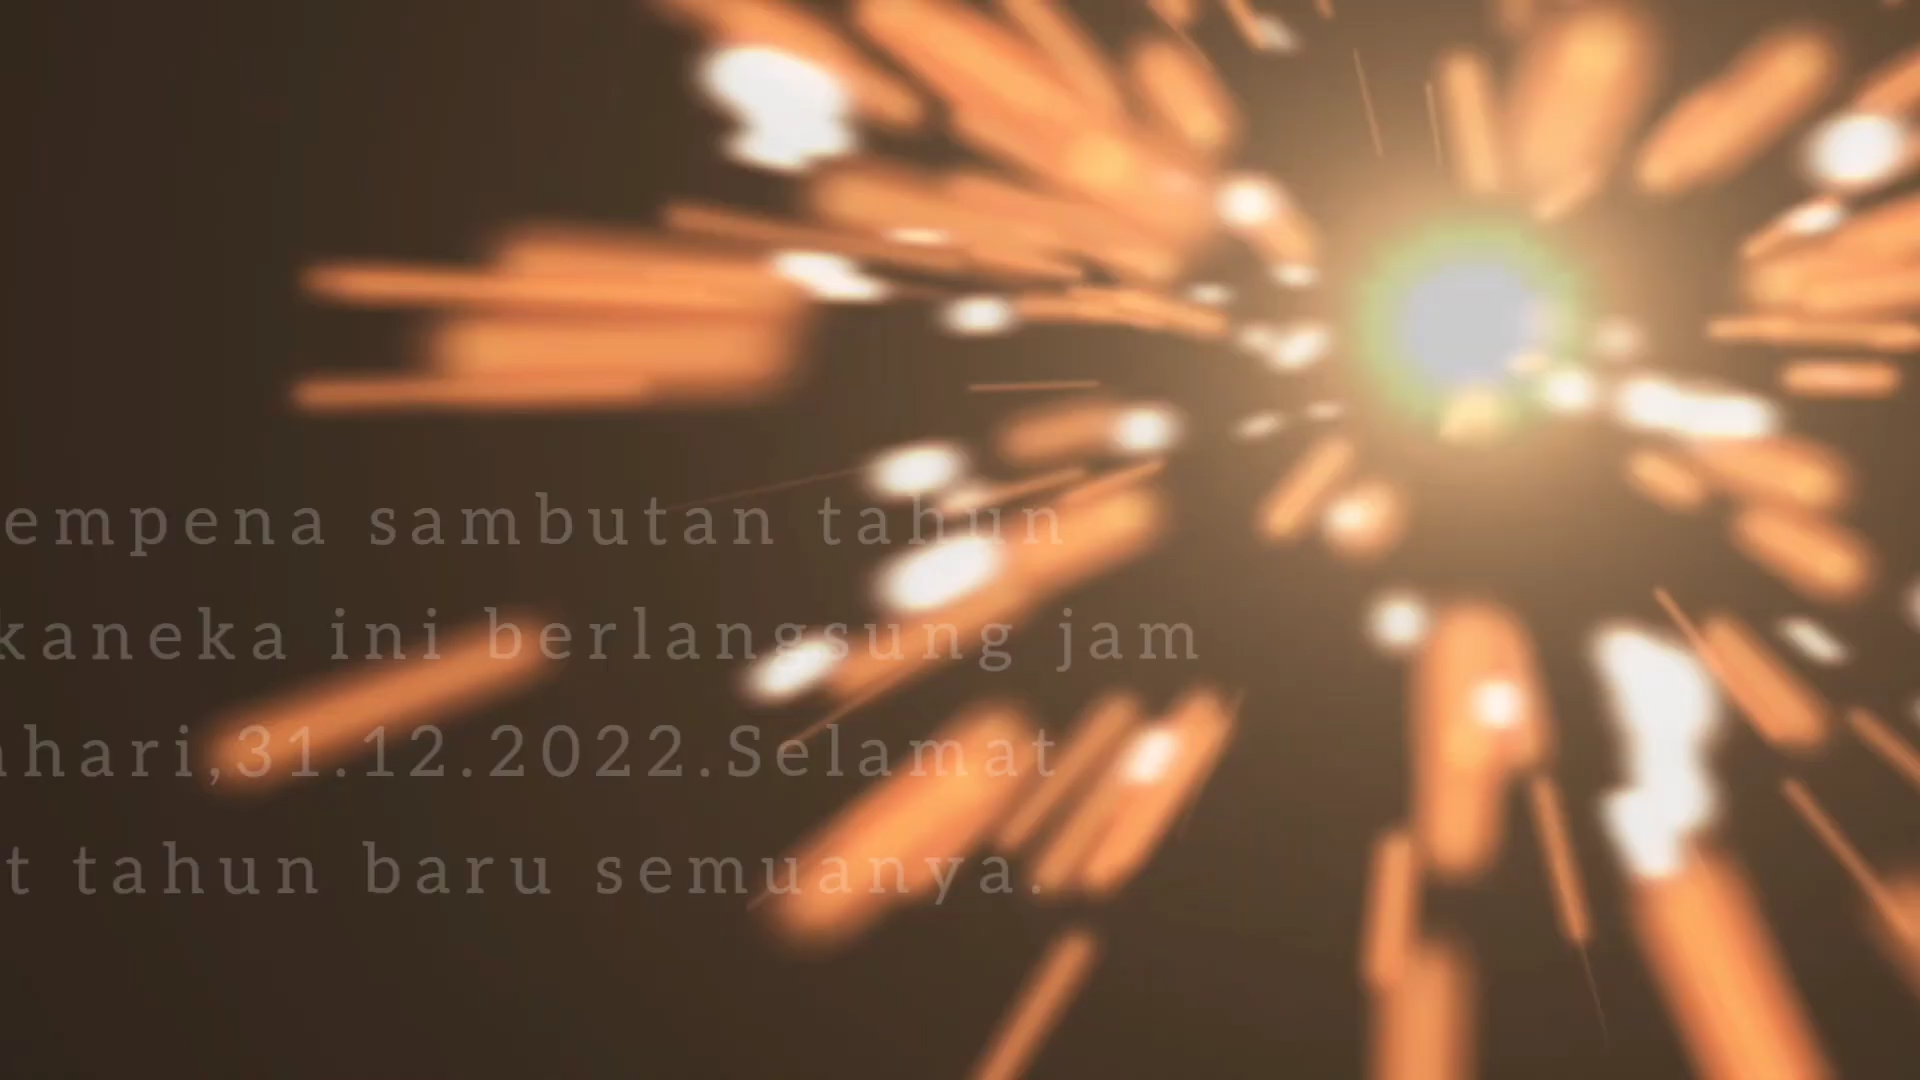 empena sambutan tahun
kaneka ini berlangsung jam
hari,31.12.2022.Selamat
t tahun baru semuanya.